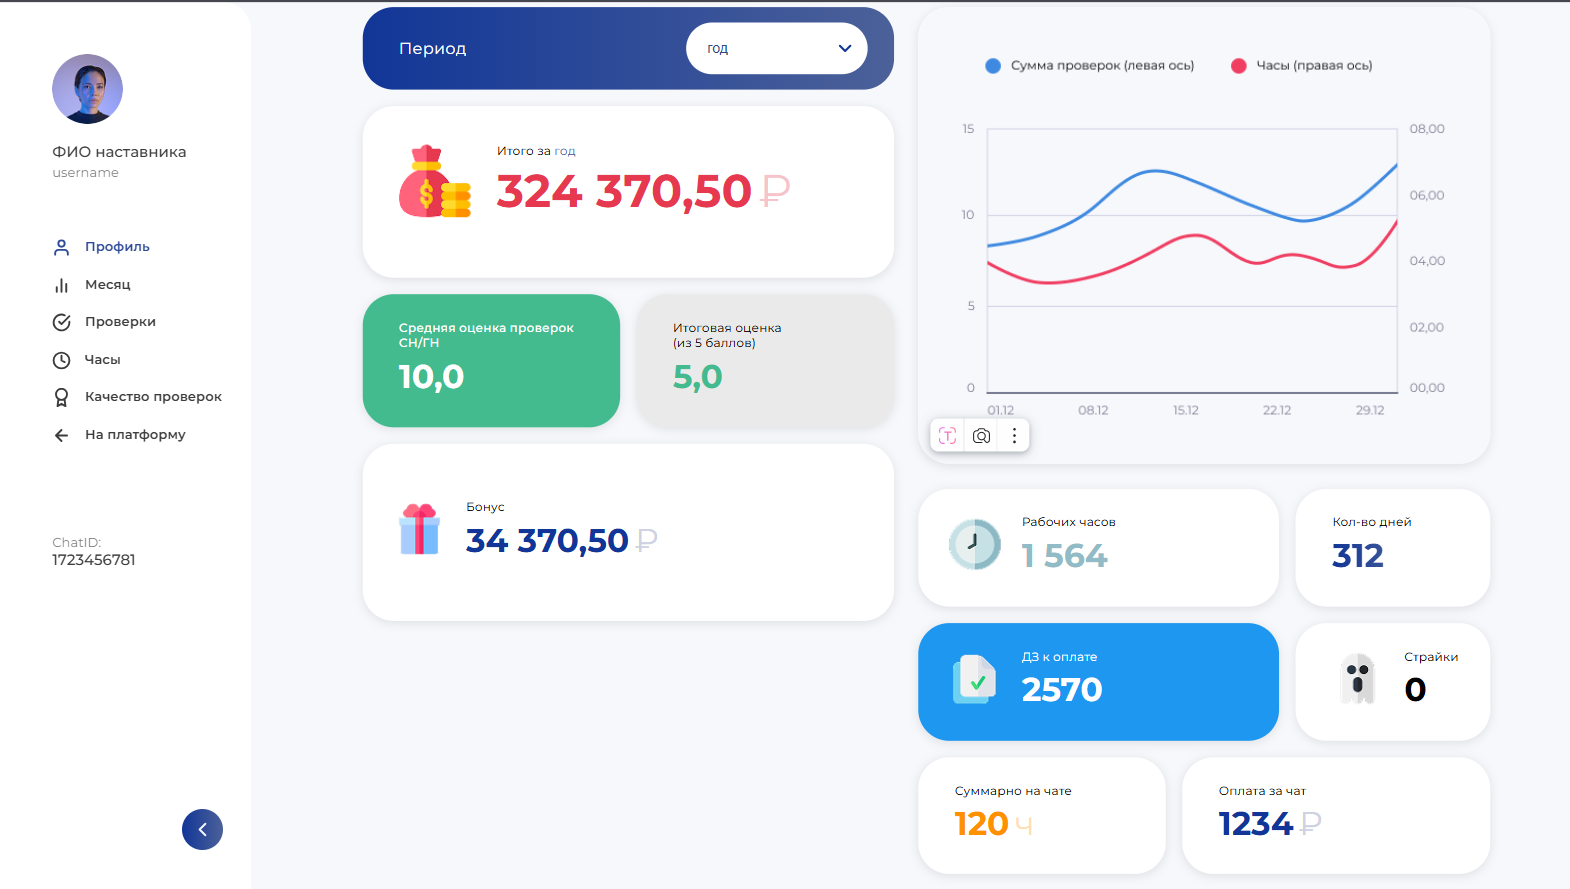 ФИО наставника
username
Профиль
Месяц
Проверки
Часы
Качество проверок
На платформу
ChatID:
1723456781
Период
год
Итого за год
324 370,50 ₽
Средняя оценка проверок
СН/ГН
10,0
Итоговая оценка
(из 5 баллов)
5,0
Бонус
34 370,50 ₽
Сумма проверок (левая ось)
Часы (правая ось)
15
10
5
0
08,00
06,00
04,00
02,00
00,00
01.12
08.12
15.12
22.12
29.12
Рабочих часов
1 564
Кол-во дней
312
ДЗ к оплате
2570
Страйки
0
Суммарно на чате
120 ч
Оплата за чат
1234 ₽